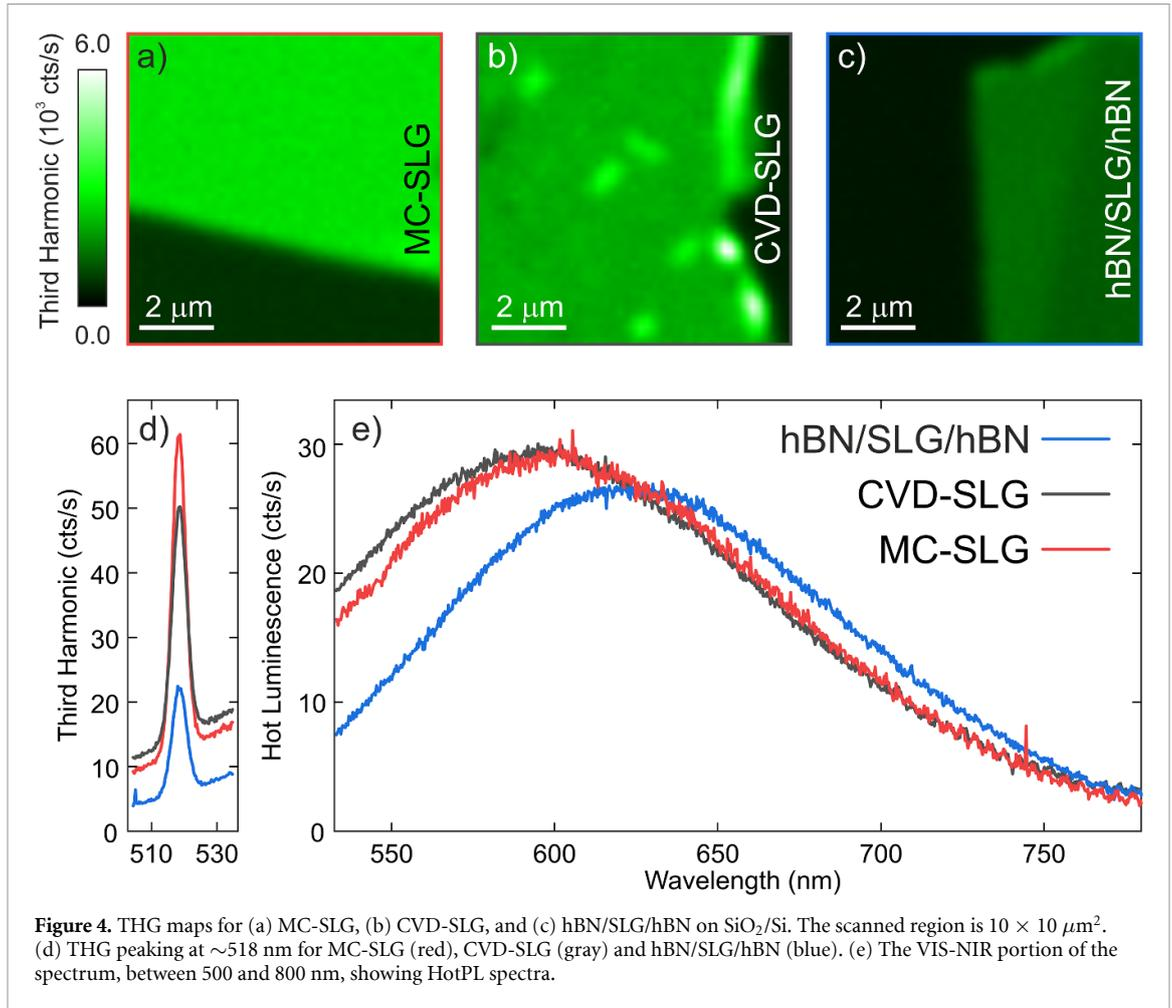 6.0
Third Harmonic (10³ cts/s)
0.0
a)
MC-SLG
2 μm
b)
CVD-SLG
2 μm
c)
hBN/SLG/hBN
2 μm
d)
Third Harmonic (cts/s)
60
50
40
30
20
10
0
510 530
e)
Hot Luminescence (cts/s)
30
20
10
0
hBN/SLG/hBN
CVD-SLG
MC-SLG
550 600 650 700 750
Wavelength (nm)
Figure 4. THG maps for (a) MC-SLG, (b) CVD-SLG, and (c) hBN/SLG/hBN on SiO₂/Si. The scanned region is 10 × 10 μm².
(d) THG peaking at ∼518 nm for MC-SLG (red), CVD-SLG (gray) and hBN/SLG/hBN (blue). (e) The VIS-NIR portion of the
spectrum, between 500 and 800 nm, showing HotPL spectra.